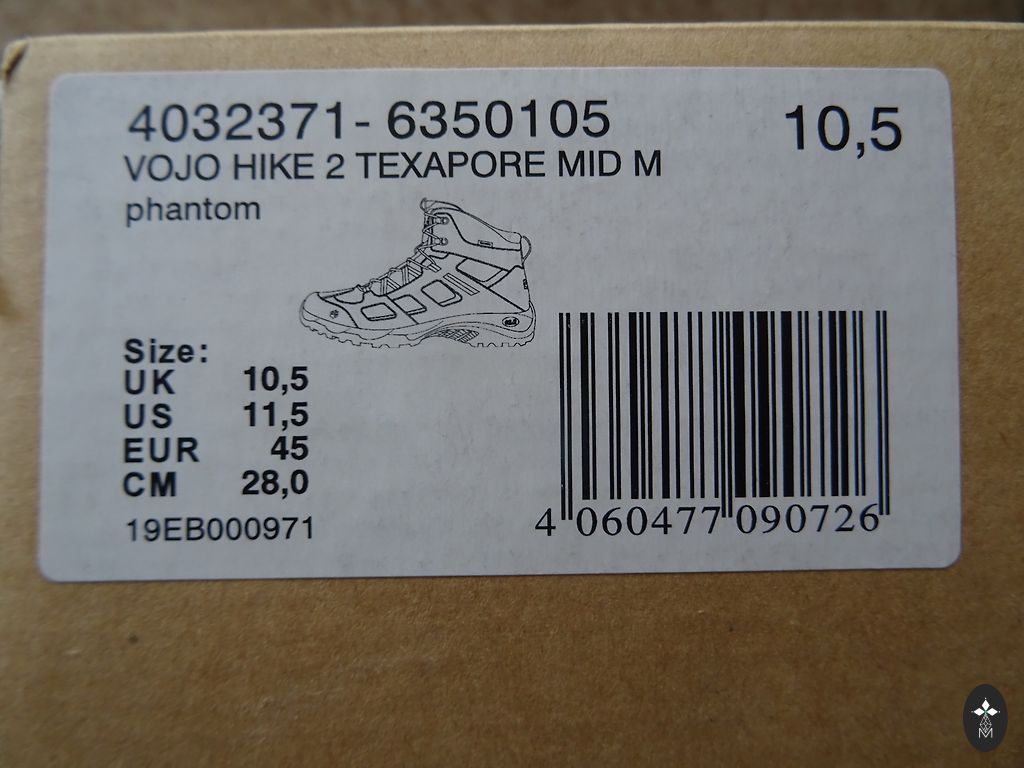 4032371- 6350105
10,5
VOJO HIKE 2 TEXAPORE MID M
phantom
Size:
UK 10,5
US 11,5
EUR 45
CM 28,0
19EB000971
4 060477 090726
M